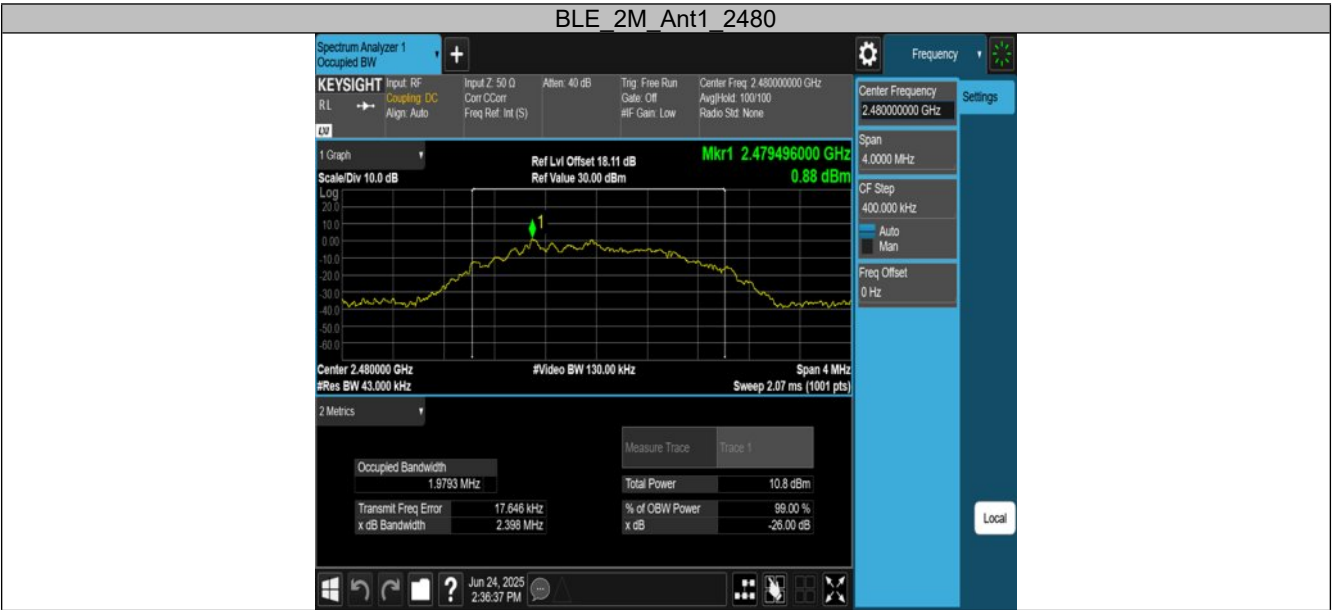 BLE_2M_Ant1_2480
Spectrum Analyzer 1
Occupied BW
+
Frequency
KEYSIGHT
RL
LXI
Input: RF
Coupling: DC
Align: Auto
Input Z: 50 Ω
Corr CCorr
Freq Ref: Int (S)
Atten: 40 dB
Trig: Free Run
Gate: Off
#IF Gain: Low
Center Freq: 2.480000000 GHz
Avg|Hold: 100/100
Radio Std: None
Center Frequency
2.480000000 GHz
Settings
Span
4.0000 MHz
CF Step
400.000 kHz
Auto
Man
Freq Offset
0 Hz
1 Graph
Scale/Div 10.0 dB
Ref Lvl Offset 18.11 dB
Ref Value 30.00 dBm
Mkr1 2.479496000 GHz
0.88 dBm
Log
20.0
10.0
0.00
-10.0
-20.0
-30.0
-40.0
-50.0
-60.0
1
Center 2.480000 GHz
#Video BW 130.00 kHz
Span 4 MHz
#Res BW 43.000 kHz
Sweep 2.07 ms (1001 pts)
2 Metrics
Measure Trace
Trace 1
Occupied Bandwidth
1.9793 MHz
Total Power
10.8 dBm
Transmit Freq Error
17.646 kHz
% of OBW Power
99.00 %
x dB Bandwidth
2.398 MHz
x dB
-26.00 dB
Local
?
Jun 24, 2025
2:36:37 PM